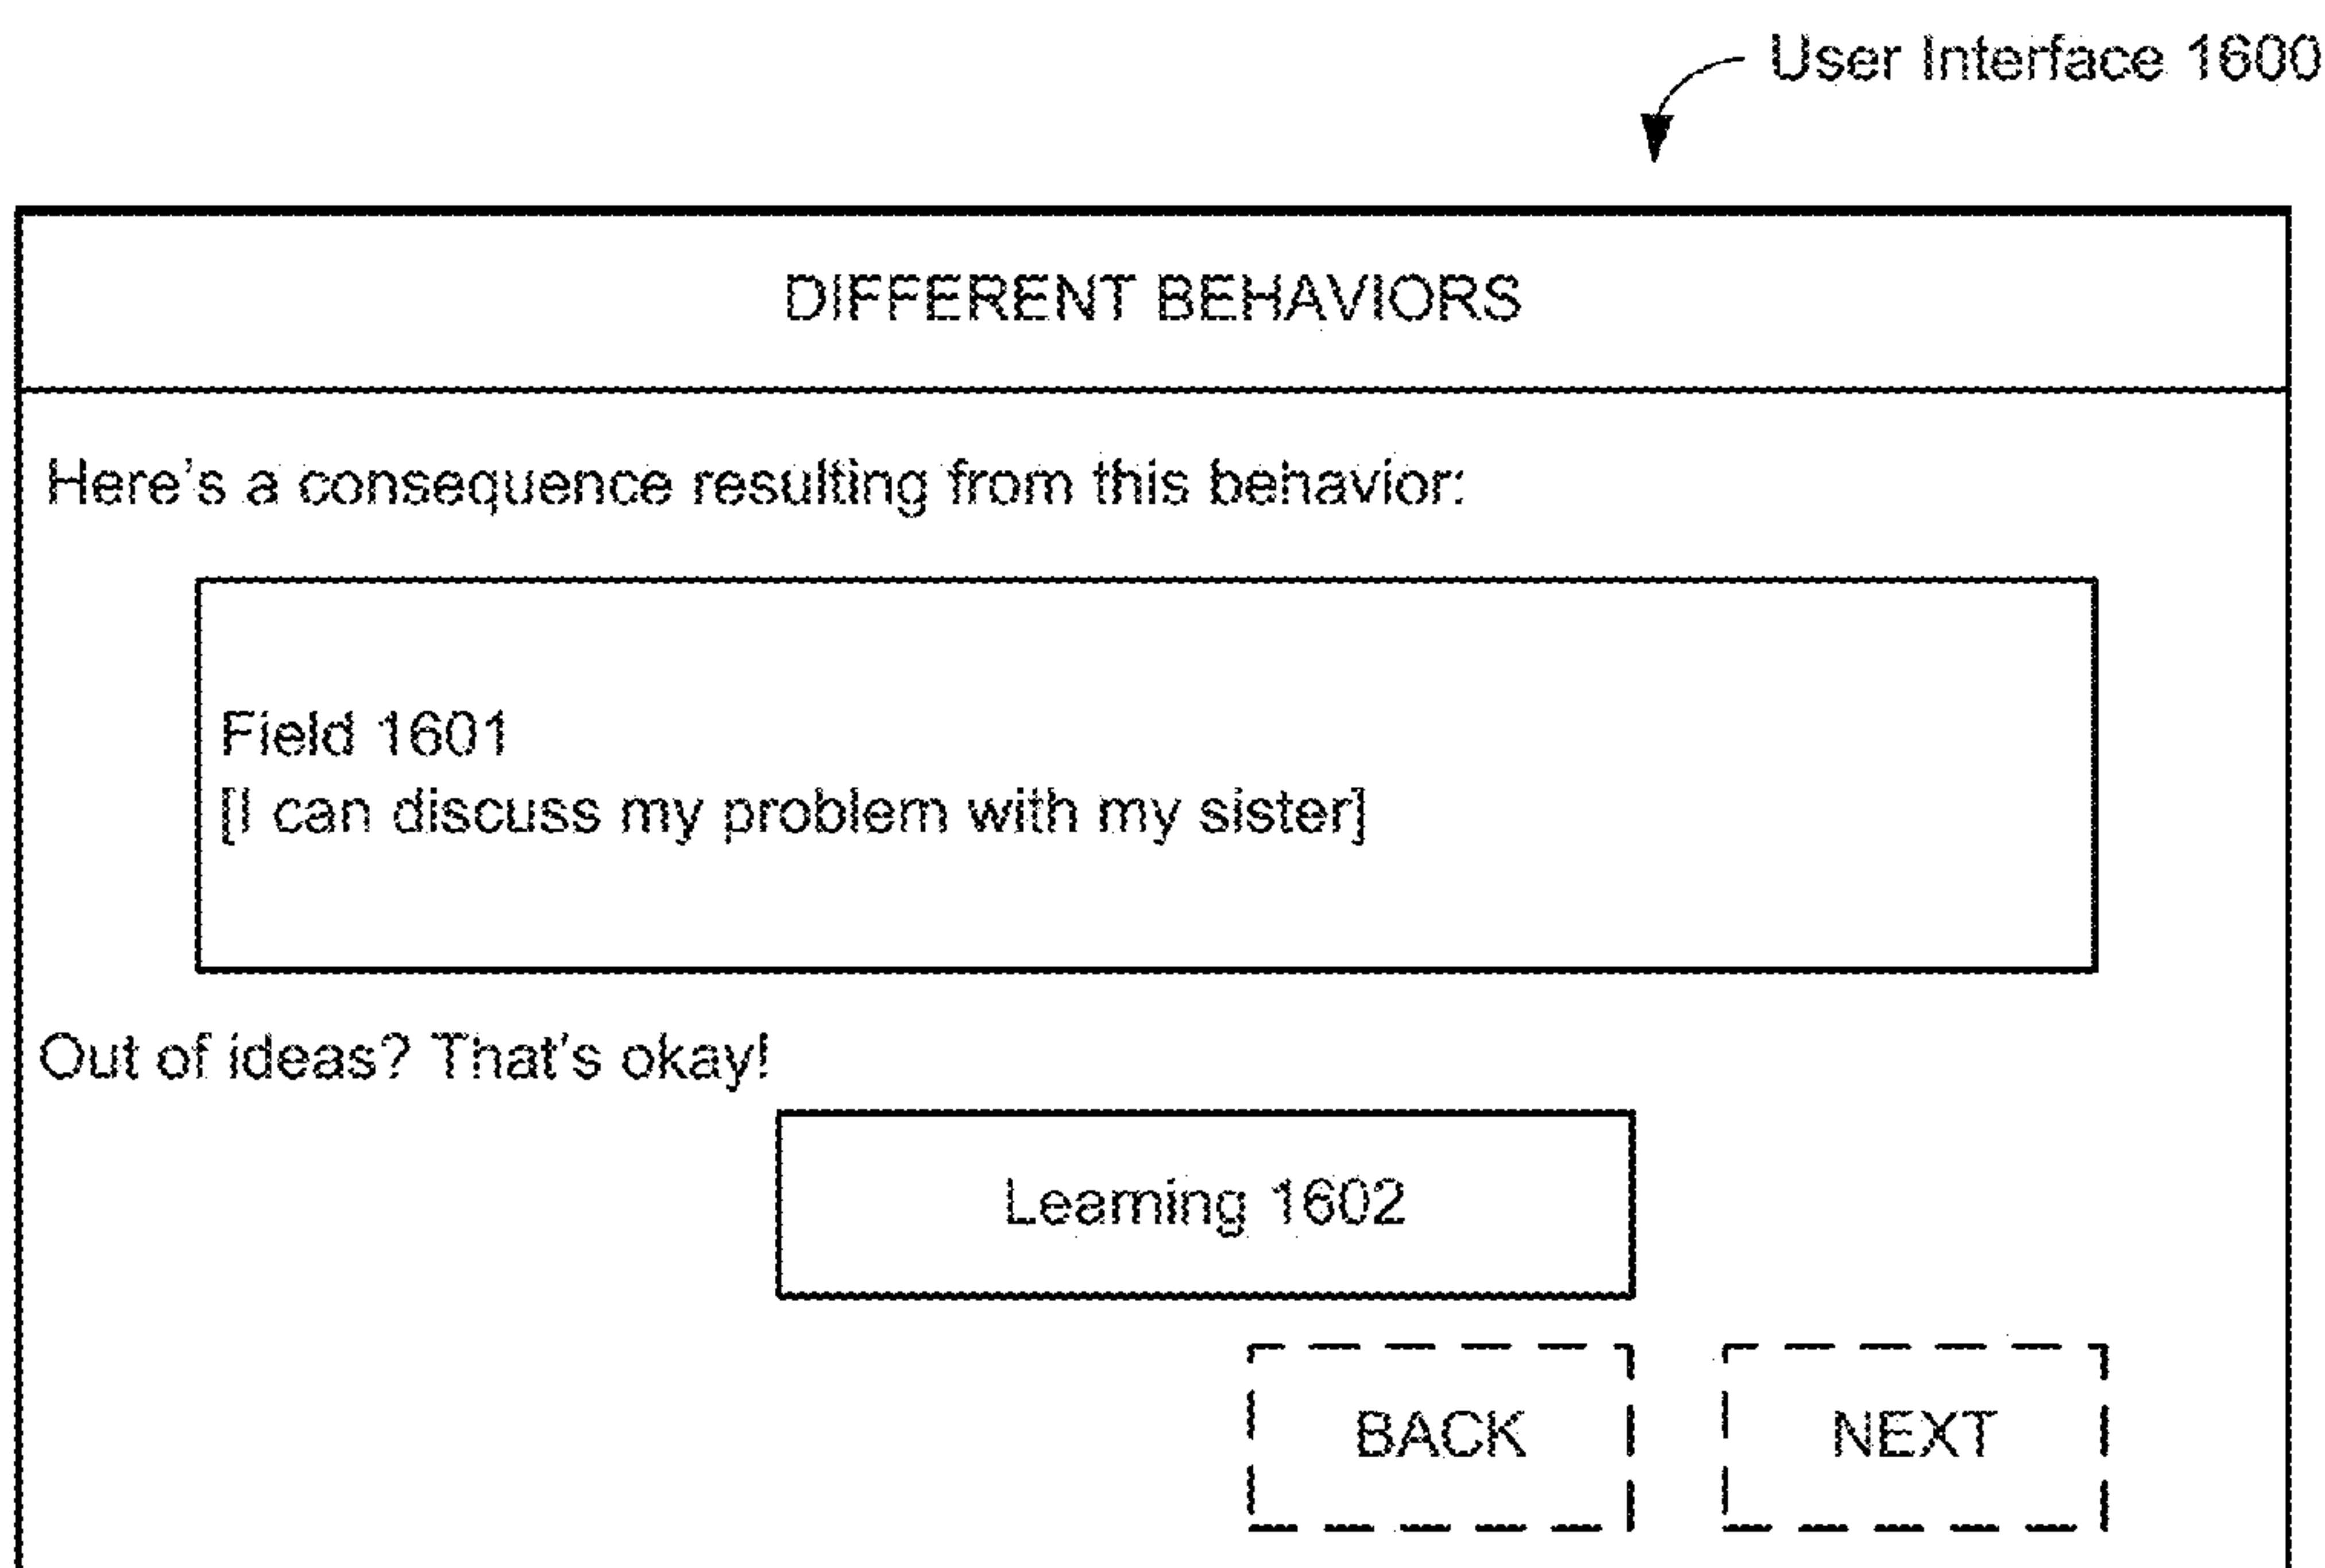 User Interface 1600
DIFFERENT BEHAVIORS
Here's a consequence resulting from this behavior:
Field 1601
[I can discuss my problem with my sister]
Out of ideas? That's okay!
Learning 1602
BACK NEXT